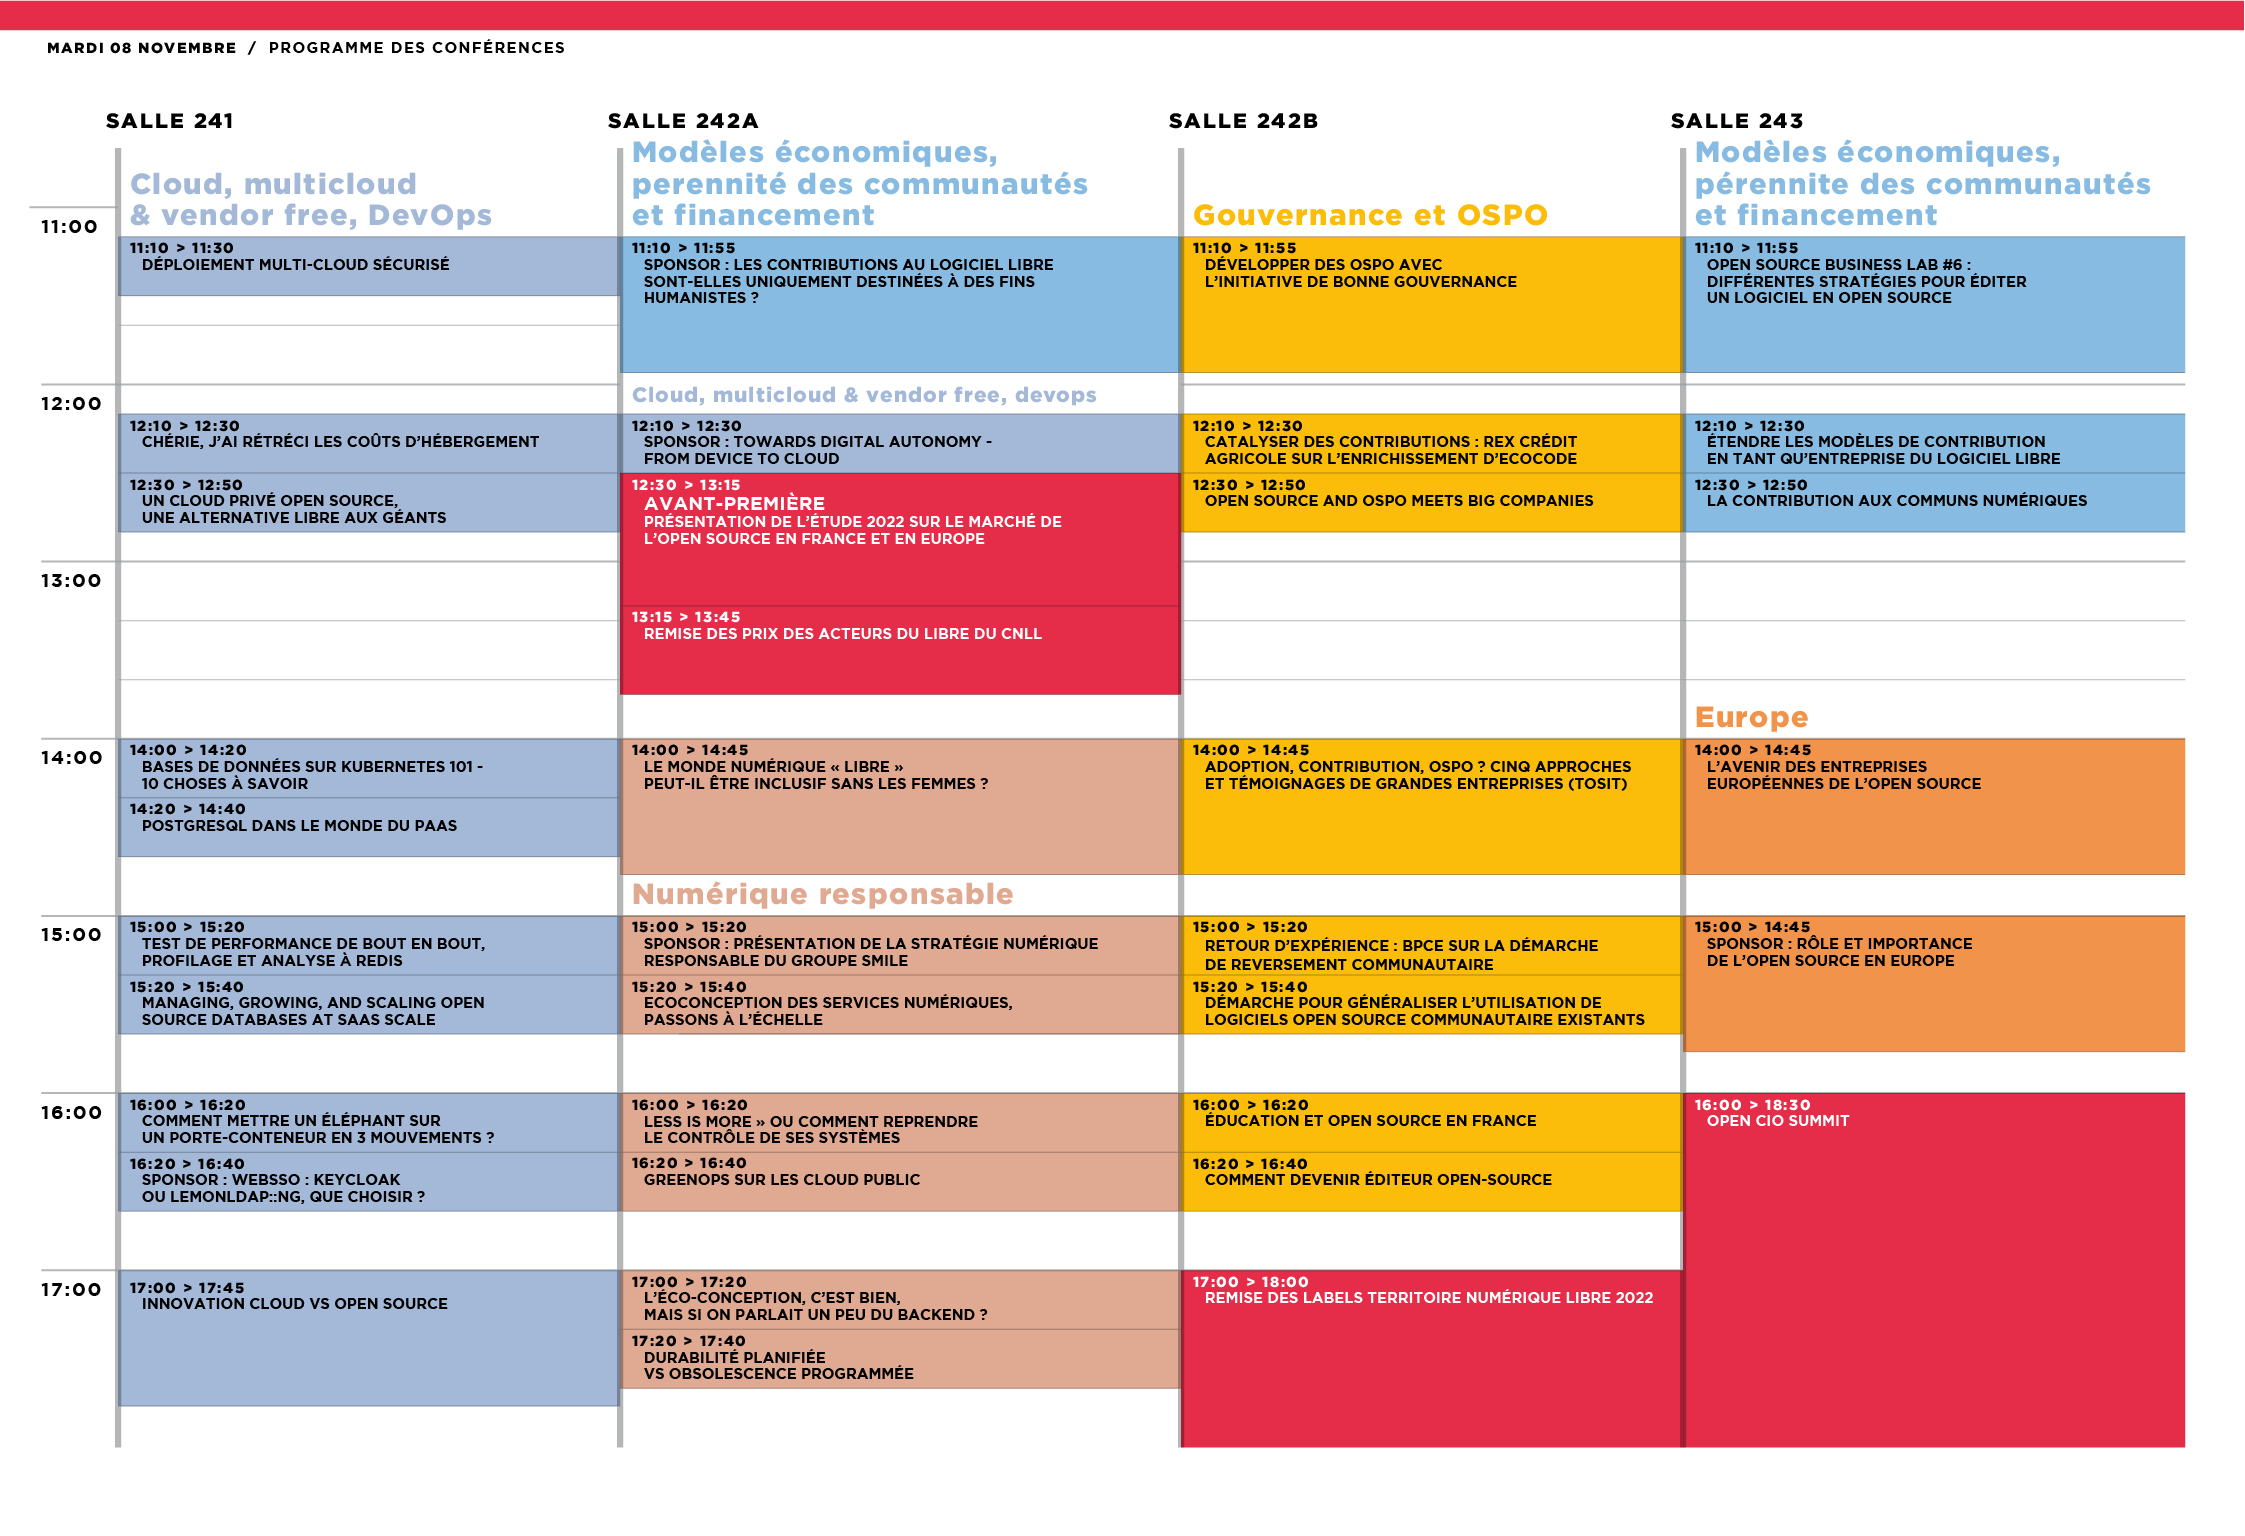 MARDI 08 NOVEMBRE / PROGRAMME DES CONFÉRENCES
SALLE 241
Cloud, multicloud
& vendor free, DevOps
11:00
11:10 > 11:30
DÉPLOIEMENT MULTI-CLOUD SÉCURISÉ
12:00
12:10 > 12:30
CHÉRIE, J’AI RÉTRÉCI LES COÛTS D’HÉBERGEMENT
12:30 > 12:50
UN CLOUD PRIVÉ OPEN SOURCE,
UNE ALTERNATIVE LIBRE AUX GÉANTS
13:00
14:00
14:00 > 14:20
BASES DE DONNÉES SUR KUBERNETES 101 -
10 CHOSES À SAVOIR
14:20 > 14:40
POSTGRESQL DANS LE MONDE DU PAAS
15:00
15:00 > 15:20
TEST DE PERFORMANCE DE BOUT EN BOUT,
PROFILAGE ET ANALYSE À REDIS
15:20 > 15:40
MANAGING, GROWING, AND SCALING OPEN
SOURCE DATABASES AT SAAS SCALE
16:00
16:00 > 16:20
COMMENT METTRE UN ÉLÉPHANT SUR
UN PORTE-CONTENEUR EN 3 MOUVEMENTS ?
16:20 > 16:40
SPONSOR : WEBSSO : KEYCLOAK
OU LEMONLDAP::NG, QUE CHOISIR ?
17:00
17:00 > 17:45
INNOVATION CLOUD VS OPEN SOURCE
SALLE 242A
Modèles économiques,
perennité des communautés
et financement
11:10 > 11:55
SPONSOR : LES CONTRIBUTIONS AU LOGICIEL LIBRE
SONT-ELLES UNIQUEMENT DESTINÉES À DES FINS
HUMANISTES ?
Cloud, multicloud & vendor free, devops
12:10 > 12:30
SPONSOR : TOWARDS DIGITAL AUTONOMY -
FROM DEVICE TO CLOUD
12:30 > 13:15
AVANT-PREMIÈRE
PRÉSENTATION DE L’ÉTUDE 2022 SUR LE MARCHÉ DE
L’OPEN SOURCE EN FRANCE ET EN EUROPE
13:15 > 13:45
REMISE DES PRIX DES ACTEURS DU LIBRE DU CNLL
14:00 > 14:45
LE MONDE NUMÉRIQUE « LIBRE »
PEUT-IL ÊTRE INCLUSIF SANS LES FEMMES ?
Numérique responsable
15:00 > 15:20
SPONSOR : PRÉSENTATION DE LA STRATÉGIE NUMÉRIQUE
RESPONSABLE DU GROUPE SMILE
15:20 > 15:40
ECOCONCEPTION DES SERVICES NUMÉRIQUES,
PASSONS À L’ÉCHELLE
16:00 > 16:20
LESS IS MORE » OU COMMENT REPRENDRE
LE CONTRÔLE DE SES SYSTÈMES
16:20 > 16:40
GREENOPS SUR LES CLOUD PUBLIC
17:00 > 17:20
L’ÉCO-CONCEPTION, C’EST BIEN,
MAIS SI ON PARLAIT UN PEU DU BACKEND ?
17:20 > 17:40
DURABILITÉ PLANIFIÉE
VS OBSOLESCENCE PROGRAMMÉE
SALLE 242B
Gouvernance et OSPO
11:10 > 11:55
DÉVELOPPER DES OSPO AVEC
L’INITIATIVE DE BONNE GOUVERNANCE
12:10 > 12:30
CATALYSER DES CONTRIBUTIONS : REX CRÉDIT
AGRICOLE SUR L’ENRICHISSEMENT D’ECOCODE
12:30 > 12:50
OPEN SOURCE AND OSPO MEETS BIG COMPANIES
14:00 > 14:45
ADOPTION, CONTRIBUTION, OSPO ? CINQ APPROCHES
ET TÉMOIGNAGES DE GRANDES ENTREPRISES (TOSIT)
15:00 > 15:20
RETOUR D’EXPÉRIENCE : BPCE SUR LA DÉMARCHE
DE REVERSEMENT COMMUNAUTAIRE
15:20 > 15:40
DÉMARCHE POUR GÉNÉRALISER L’UTILISATION DE
LOGICIELS OPEN SOURCE COMMUNAUTAIRE EXISTANTS
16:00 > 16:20
ÉDUCATION ET OPEN SOURCE EN FRANCE
16:20 > 16:40
COMMENT DEVENIR ÉDITEUR OPEN-SOURCE
17:00 > 18:00
REMISE DES LABELS TERRITOIRE NUMÉRIQUE LIBRE 2022
SALLE 243
Modèles économiques,
pérennite des communautés
et financement
11:10 > 11:55
OPEN SOURCE BUSINESS LAB #6 :
DIFFÉRENTES STRATÉGIES POUR ÉDITER
UN LOGICIEL EN OPEN SOURCE
12:10 > 12:30
ÉTENDRE LES MODÈLES DE CONTRIBUTION
EN TANT QU’ENTREPRISE DU LOGICIEL LIBRE
12:30 > 12:50
LA CONTRIBUTION AUX COMMUNS NUMÉRIQUES
Europe
14:00 > 14:45
L’AVENIR DES ENTREPRISES
EUROPÉENNES DE L’OPEN SOURCE
15:00 > 14:45
SPONSOR : RÔLE ET IMPORTANCE
DE L’OPEN SOURCE EN EUROPE
16:00 > 18:30
OPEN CIO SUMMIT